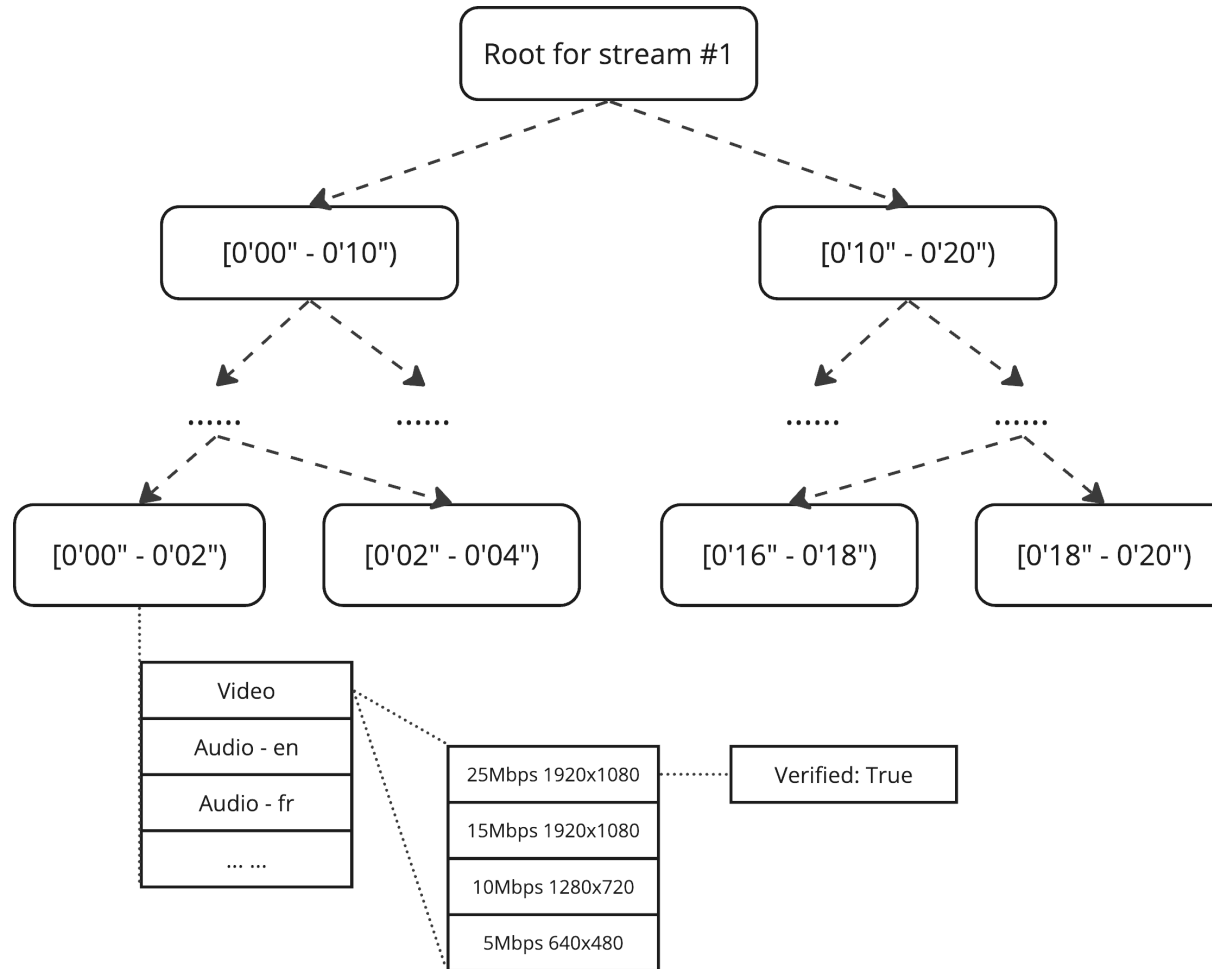 Root for stream #1
[0'00" - 0'10")
[0'10" - 0'20")
......
......
......
......
[0'00" - 0'02")
[0'02" - 0'04")
[0'16" - 0'18")
[0'18" - 0'20")
Video
Audio - en
Audio - fr
... ...
25Mbps 1920x1080
15Mbps 1920x1080
10Mbps 1280x720
5Mbps 640x480
Verified: True